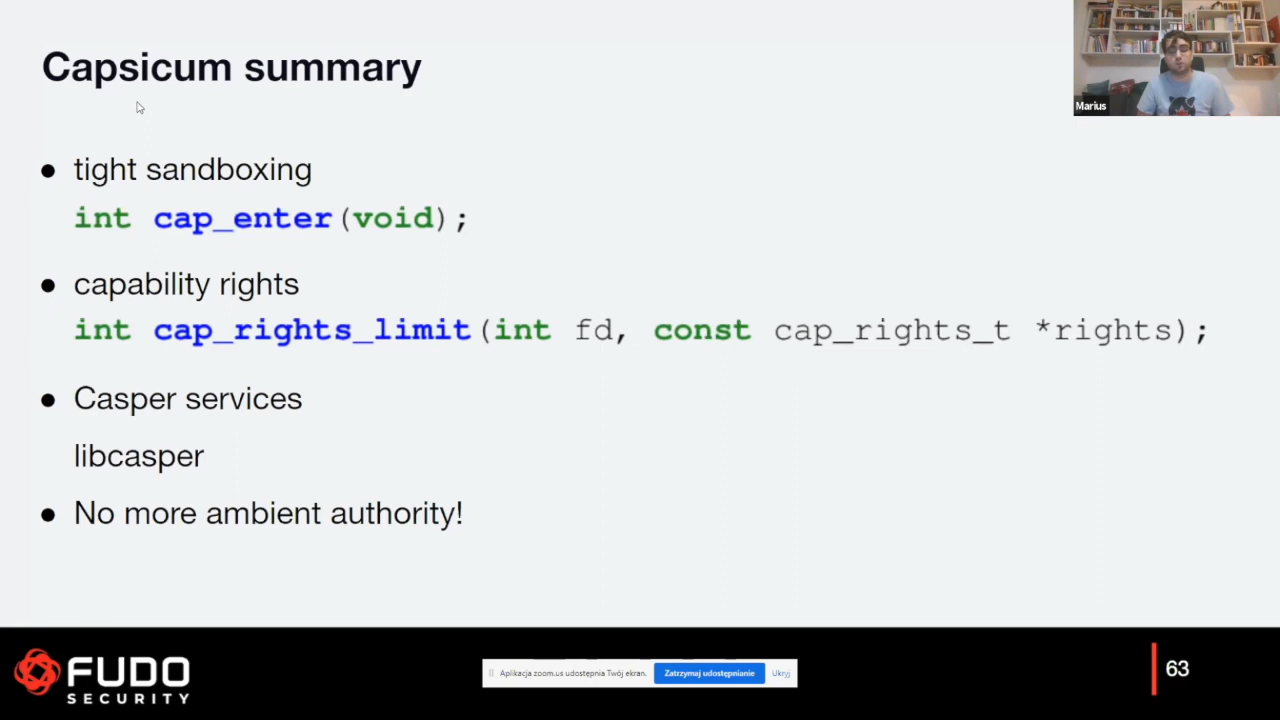 Capsicum summary
Marius
● tight sandboxing
int cap_enter(void);
● capability rights
int cap_rights_limit(int fd, const cap_rights_t *rights);
● Casper services
libcasper
● No more ambient authority!
FUDO
SECURITY
Aplikacja zoom.us udostępnia Twój ekran. Zatrzymaj udostępnianie Ukryj
63